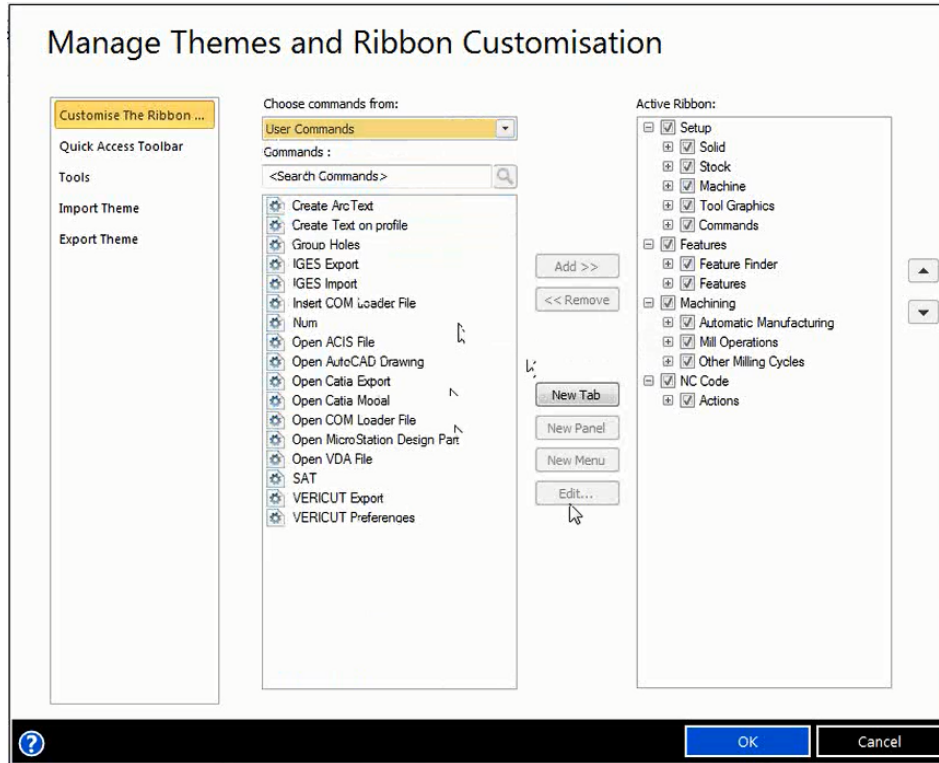 Manage Themes and Ribbon Customisation
Customise The Ribbon ...
Quick Access Toolbar
Tools
Import Theme
Export Theme
Choose commands from:
User Commands
Commands :
<Search Commands>
Create ArcText
Create Text on profile
Group Holes
IGES Export
IGES Import
Insert COM Loader File
Num
Open ACIS File
Open AutoCAD Drawing
Open Catia Export
Open Catia Mooal
Open COM Loader File
Open MicroStation Design Part
Open VDA File
SAT
VERICUT Export
VERICUT Preferences
Add >>
<< Remove
New Tab
New Panel
New Menu
Edit...
Active Ribbon:
Setup
Solid
Stock
Machine
Tool Graphics
Commands
Features
Feature Finder
Features
Machining
Automatic Manufacturing
Mill Operations
Other Milling Cycles
NC Code
Actions
?
OK
Cancel